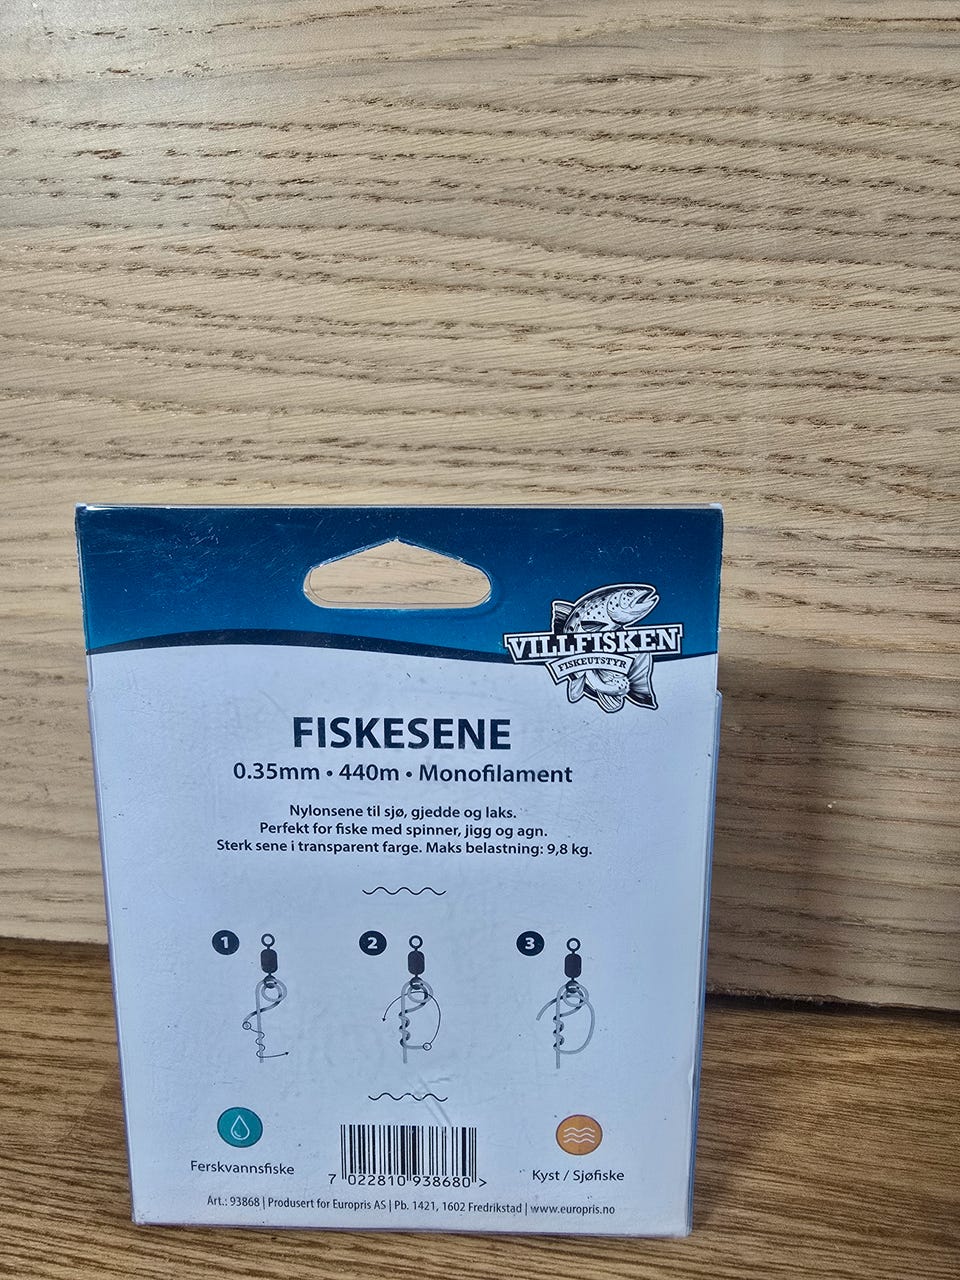 VILLFISKEN
FISKEUTSTYR
FISKESENE
0.35mm • 440m • Monofilament
Nylonsene til sjø, gjedde og laks.
Perfekt for fiske med spinner, jigg og agn.
Sterk sene i transparent farge. Maks belastning: 9,8 kg.
1 2 3
Ferskvannsfiske
Kyst / Sjøfiske
7 022810 938680 >
Art.: 93868 | Produsert for Europris AS | Pb. 1421, 1602 Fredrikstad | www.europris.no